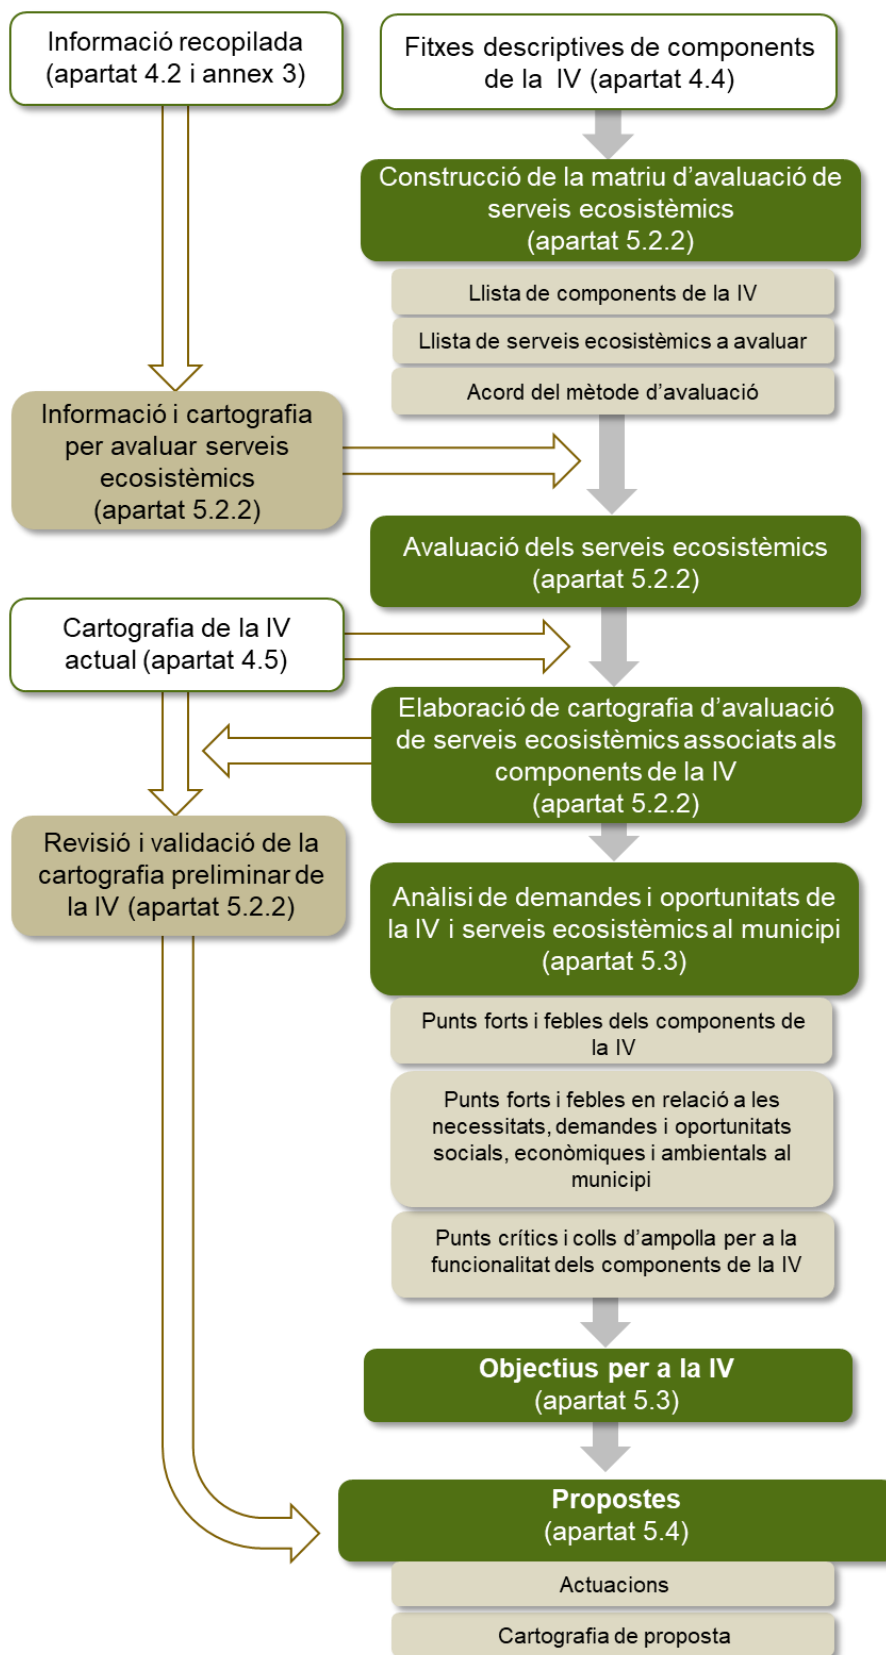 Informació recopilada
(apartat 4.2 i annex 3)
Fitxes descriptives de components
de la IV (apartat 4.4)
Construcció de la matriu d’avaluació de
serveis ecosistèmics
(apartat 5.2.2)
Llista de components de la IV
Llista de serveis ecosistèmics a avaluar
Acord del mètode d’avaluació
Informació i cartografia
per avaluar serveis
ecosistèmics
(apartat 5.2.2)
Avaluació dels serveis ecosistèmics
(apartat 5.2.2)
Cartografia de la IV
actual (apartat 4.5)
Elaboració de cartografia d’avaluació
de serveis ecosistèmics associats als
components de la IV
(apartat 5.2.2)
Revisió i validació de la
cartografia preliminar de
la IV (apartat 5.2.2)
Anàlisi de demandes i oportunitats de
la IV i serveis ecosistèmics al municipi
(apartat 5.3)
Punts forts i febles dels components de
la IV
Punts forts i febles en relació a les
necessitats, demandes i oportunitats
socials, econòmiques i ambientals al
municipi
Punts crítics i colls d’ampolla per a la
funcionalitat dels components de la IV
Objectius per a la IV
(apartat 5.3)
Propostes
(apartat 5.4)
Actuacions
Cartografia de proposta